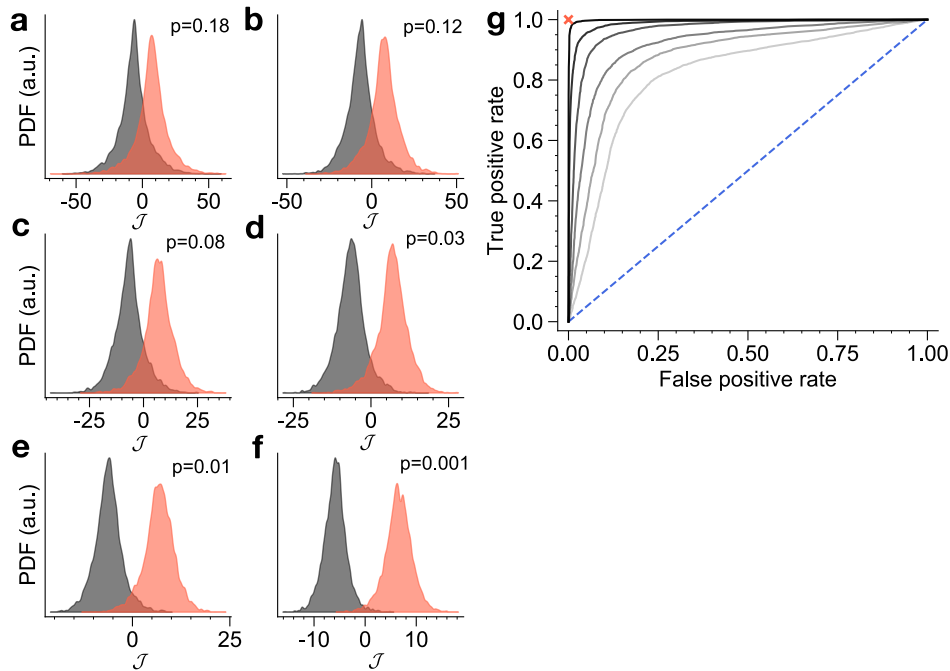 a
p=0.18
PDF (a.u.)
-50 0 50
𝒥
b
p=0.12
-50 0 50
𝒥
c
p=0.08
PDF (a.u.)
-25 0 25
𝒥
d
p=0.03
-25 0 25
𝒥
e
p=0.01
PDF (a.u.)
0 25
𝒥
f
p=0.001
-10 0 10
𝒥
g
True positive rate
1.0
0.8
0.6
0.4
0.2
0.0
0.00 0.25 0.50 0.75 1.00
False positive rate